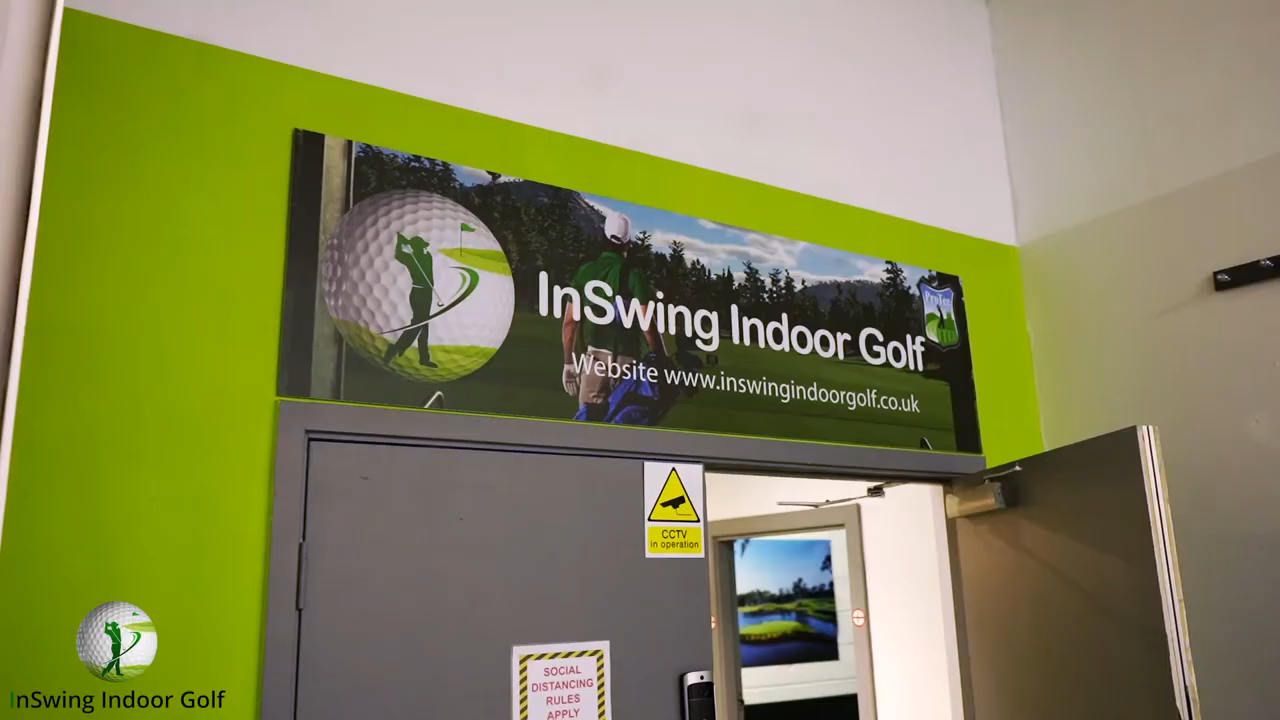 InSwing Indoor Golf
Website www.inswingindoorgolf.co.uk
CCTV
in operation
SOCIAL
DISTANCING
RULES
APPLY
InSwing Indoor Golf